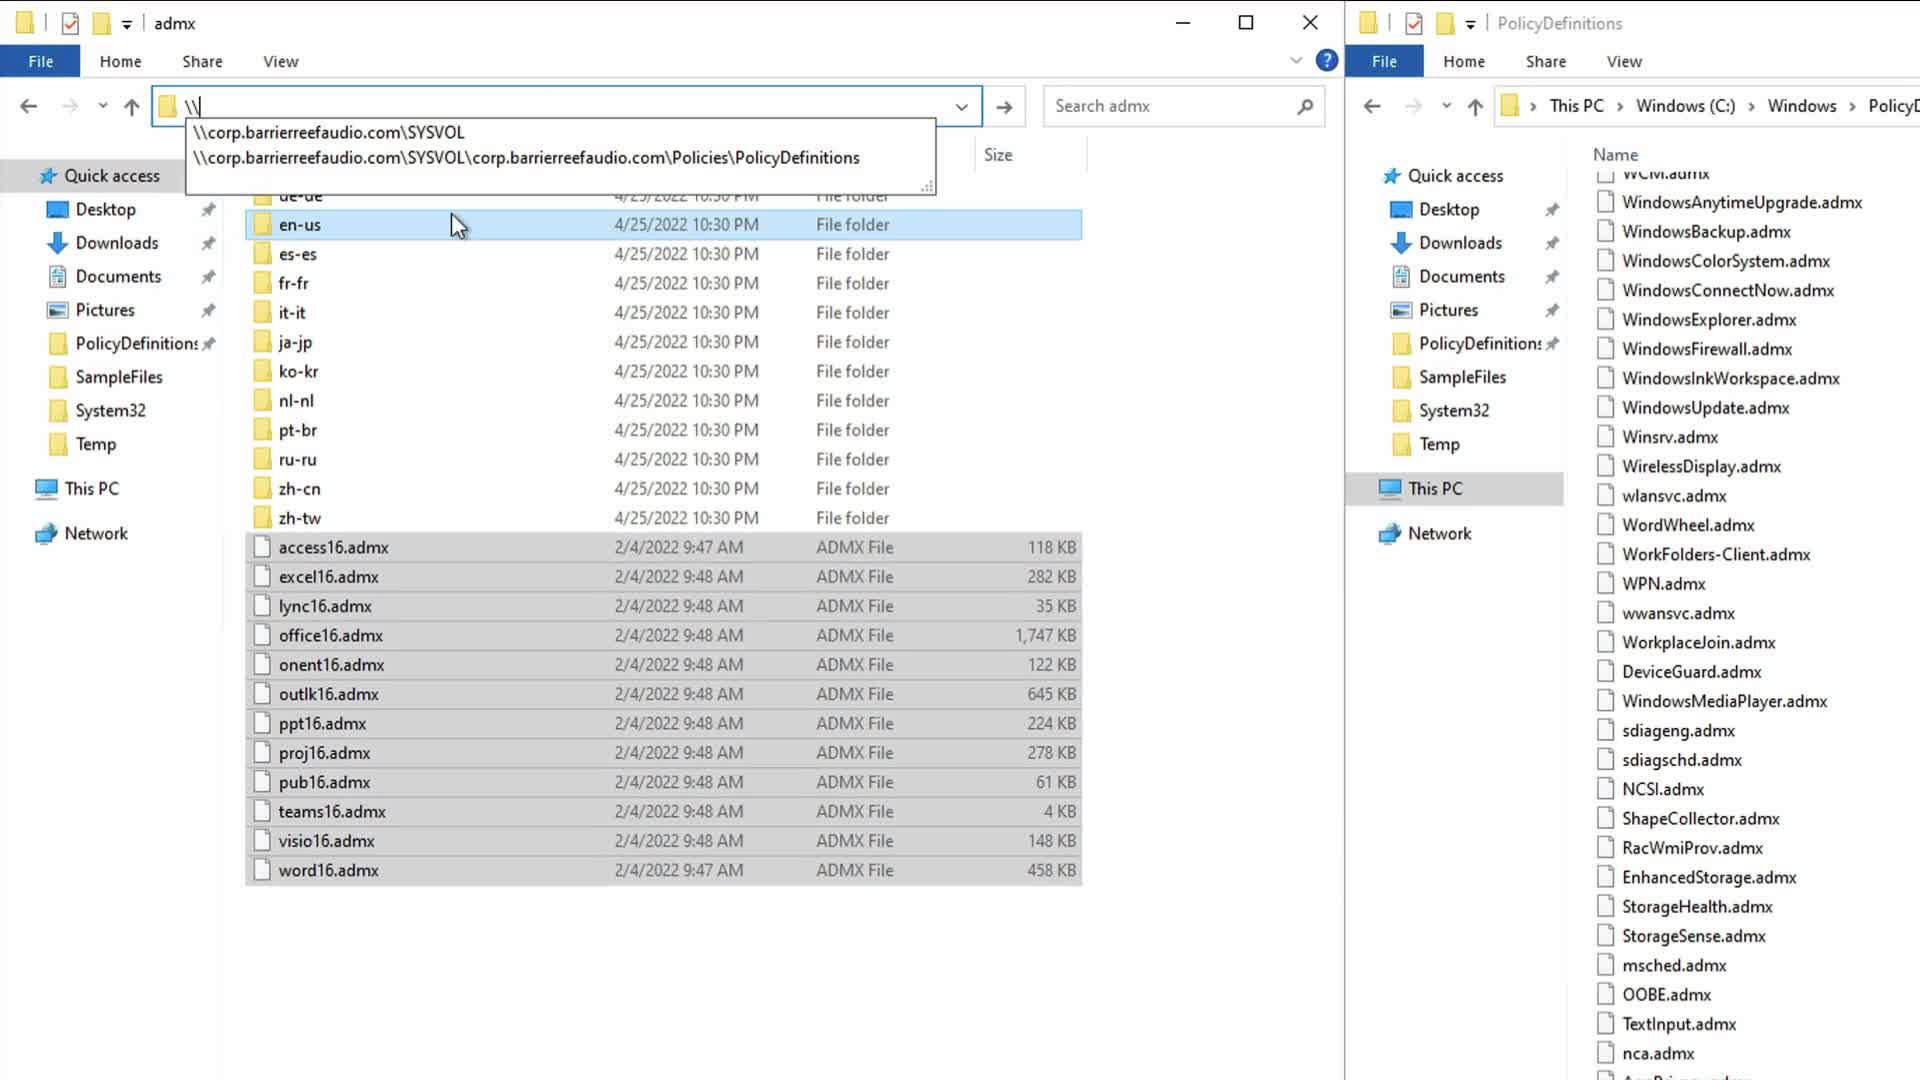 admx
File Home Share View
\\
Search admx
\\corp.barrierreefaudio.com\SYSVOL
\\corp.barrierreefaudio.com\SYSVOL\corp.barrierreefaudio.com\Policies\PolicyDefinitions
Size
Quick access
Desktop
Downloads
Documents
Pictures
PolicyDefinitions
SampleFiles
System32
Temp
This PC
Network
de-de 4/25/2022 10:30 PM File folder
en-us 4/25/2022 10:30 PM File folder
es-es 4/25/2022 10:30 PM File folder
fr-fr 4/25/2022 10:30 PM File folder
it-it 4/25/2022 10:30 PM File folder
ja-jp 4/25/2022 10:30 PM File folder
ko-kr 4/25/2022 10:30 PM File folder
nl-nl 4/25/2022 10:30 PM File folder
pt-br 4/25/2022 10:30 PM File folder
ru-ru 4/25/2022 10:30 PM File folder
zh-cn 4/25/2022 10:30 PM File folder
zh-tw 4/25/2022 10:30 PM File folder
access16.admx 2/4/2022 9:47 AM ADMX File 118 KB
excel16.admx 2/4/2022 9:48 AM ADMX File 282 KB
lync16.admx 2/4/2022 9:48 AM ADMX File 35 KB
office16.admx 2/4/2022 9:48 AM ADMX File 1,747 KB
onent16.admx 2/4/2022 9:48 AM ADMX File 122 KB
outlk16.admx 2/4/2022 9:48 AM ADMX File 645 KB
ppt16.admx 2/4/2022 9:48 AM ADMX File 224 KB
proj16.admx 2/4/2022 9:48 AM ADMX File 278 KB
pub16.admx 2/4/2022 9:48 AM ADMX File 61 KB
teams16.admx 2/4/2022 9:48 AM ADMX File 4 KB
visio16.admx 2/4/2022 9:48 AM ADMX File 148 KB
word16.admx 2/4/2022 9:47 AM ADMX File 458 KB
PolicyDefinitions
File Home Share View
This PC > Windows (C:) > Windows > PolicyD
Quick access
Desktop
Downloads
Documents
Pictures
PolicyDefinitions
SampleFiles
System32
Temp
This PC
Network
Name
WCM.admx
WindowsAnytimeUpgrade.admx
WindowsBackup.admx
WindowsColorSystem.admx
WindowsConnectNow.admx
WindowsExplorer.admx
WindowsFirewall.admx
WindowsInkWorkspace.admx
WindowsUpdate.admx
Winsrv.admx
WirelessDisplay.admx
wlansvc.admx
WordWheel.admx
WorkFolders-Client.admx
WPN.admx
wwansvc.admx
WorkplaceJoin.admx
DeviceGuard.admx
WindowsMediaPlayer.admx
sdiageng.admx
sdiagschd.admx
NCSI.admx
ShapeCollector.admx
RacWmiProv.admx
EnhancedStorage.admx
StorageHealth.admx
StorageSense.admx
msched.admx
OOBE.admx
TextInput.admx
nca.admx